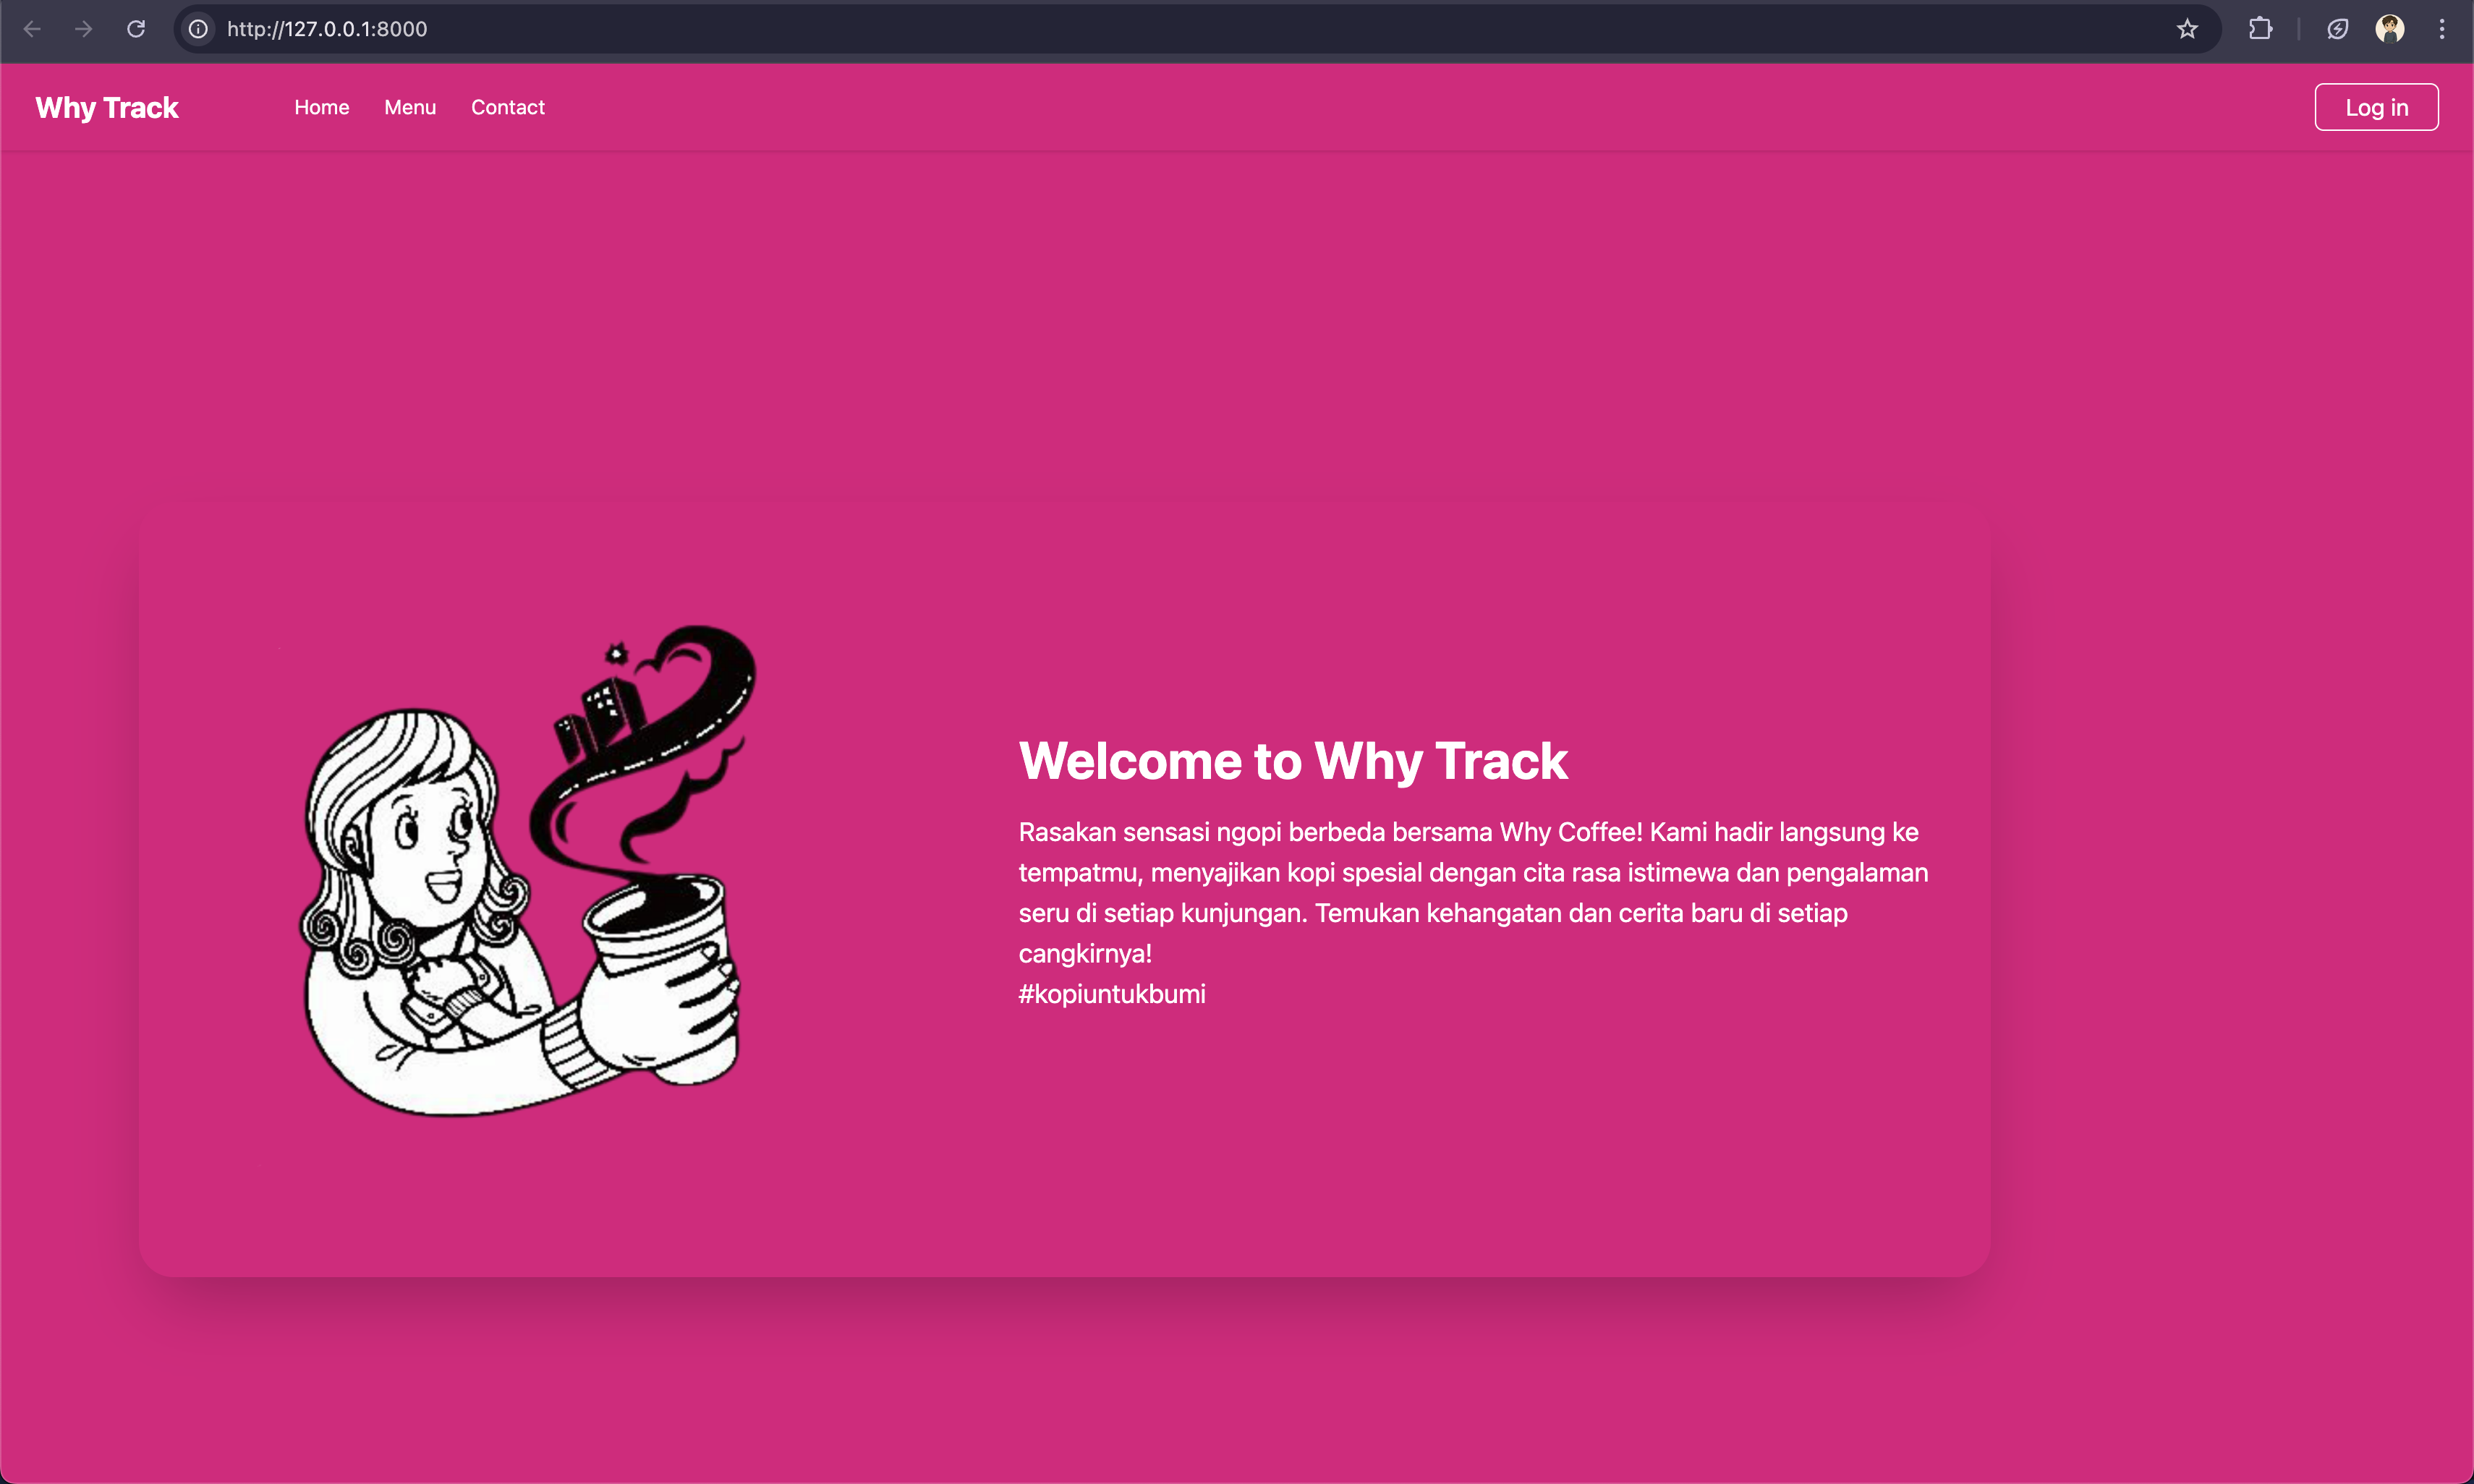 http://127.0.0.1:8000
Why Track
Home
Menu
Contact
Log in
Welcome to Why Track
Rasakan sensasi ngopi berbeda bersama Why Coffee! Kami hadir langsung ke
tempatmu, menyajikan kopi spesial dengan cita rasa istimewa dan pengalaman
seru di setiap kunjungan. Temukan kehangatan dan cerita baru di setiap
cangkirnya!
#kopiuntukbumi